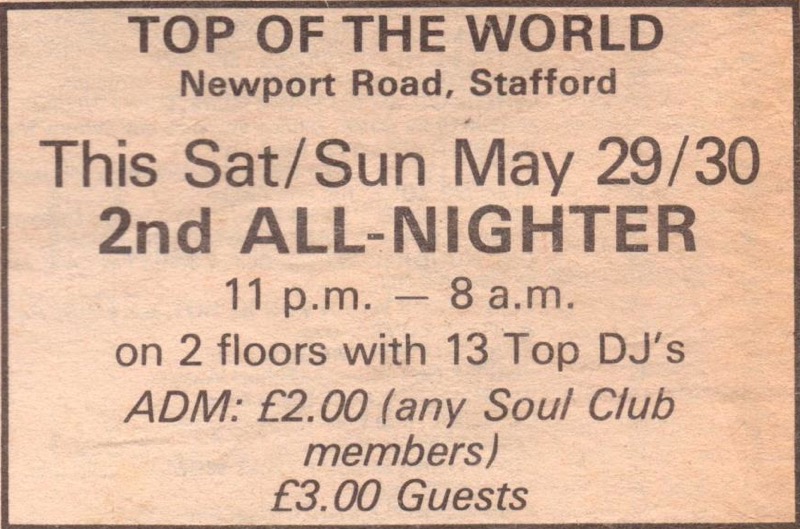 TOP OF THE WORLD
Newport Road, Stafford
This Sat/Sun May 29/30
2nd ALL-NIGHTER
11 p.m. — 8 a.m.
on 2 floors with 13 Top DJ's
ADM: £2.00 (any Soul Club
members)
£3.00 Guests